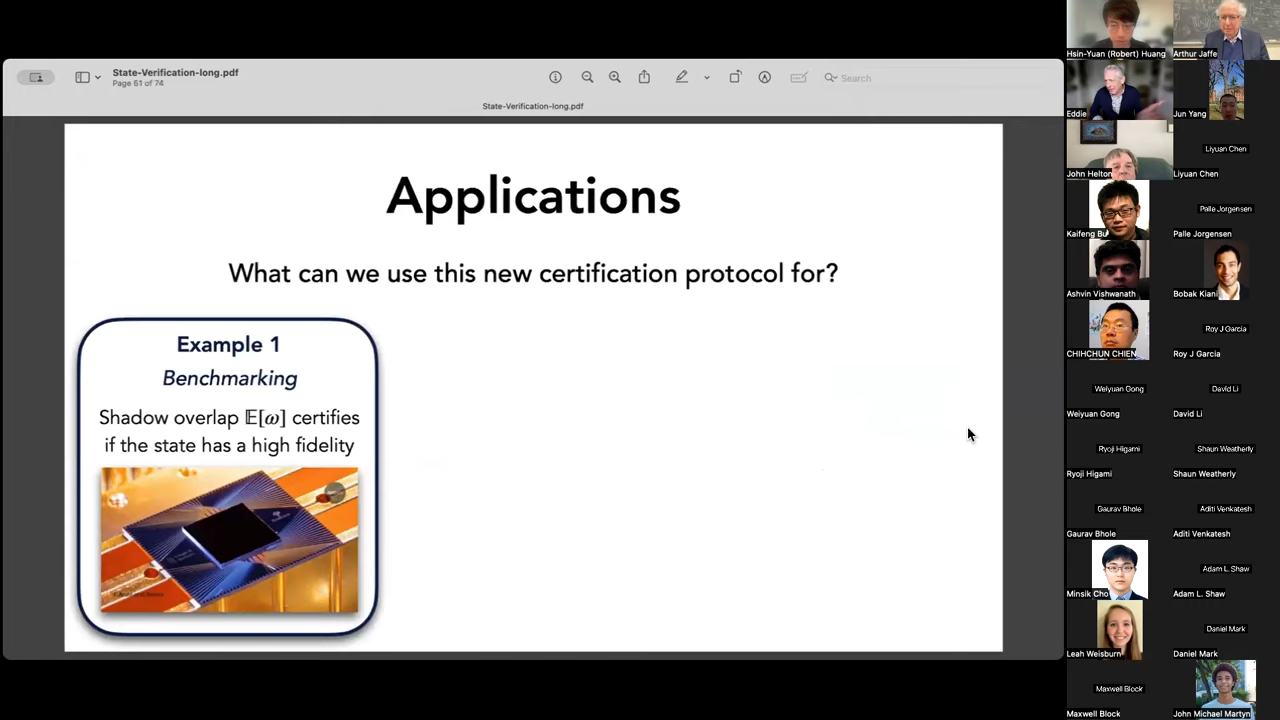 State-Verification-long.pdf
Page 61 of 74
Search
State-Verification-long.pdf
Applications
What can we use this new certification protocol for?
Example 1
Benchmarking
Shadow overlap 𝔼[ω] certifies
if the state has a high fidelity
Hsin-Yuan (Robert) Huang
Arthur Jaffe
Eddie
Jun Yang
John Helton
Liyuan Chen
Liyuan Chen
Kaifeng Bu
Palle Jorgensen
Palle Jorgensen
Ashvin Vishwanath
Bobak Kiani
CHIHCHUN CHIEN
Roy J Garcia
Roy J Garcia
Weiyuan Gong
Weiyuan Gong
David Li
David Li
Ryoji Higami
Ryoji Higami
Shaun Weatherly
Shaun Weatherly
Gaurav Bhole
Gaurav Bhole
Aditi Venkatesh
Aditi Venkatesh
Minsik Cho
Adam L. Shaw
Adam L. Shaw
Leah Weisburn
Daniel Mark
Daniel Mark
Maxwell Block
Maxwell Block
John Michael Martyn